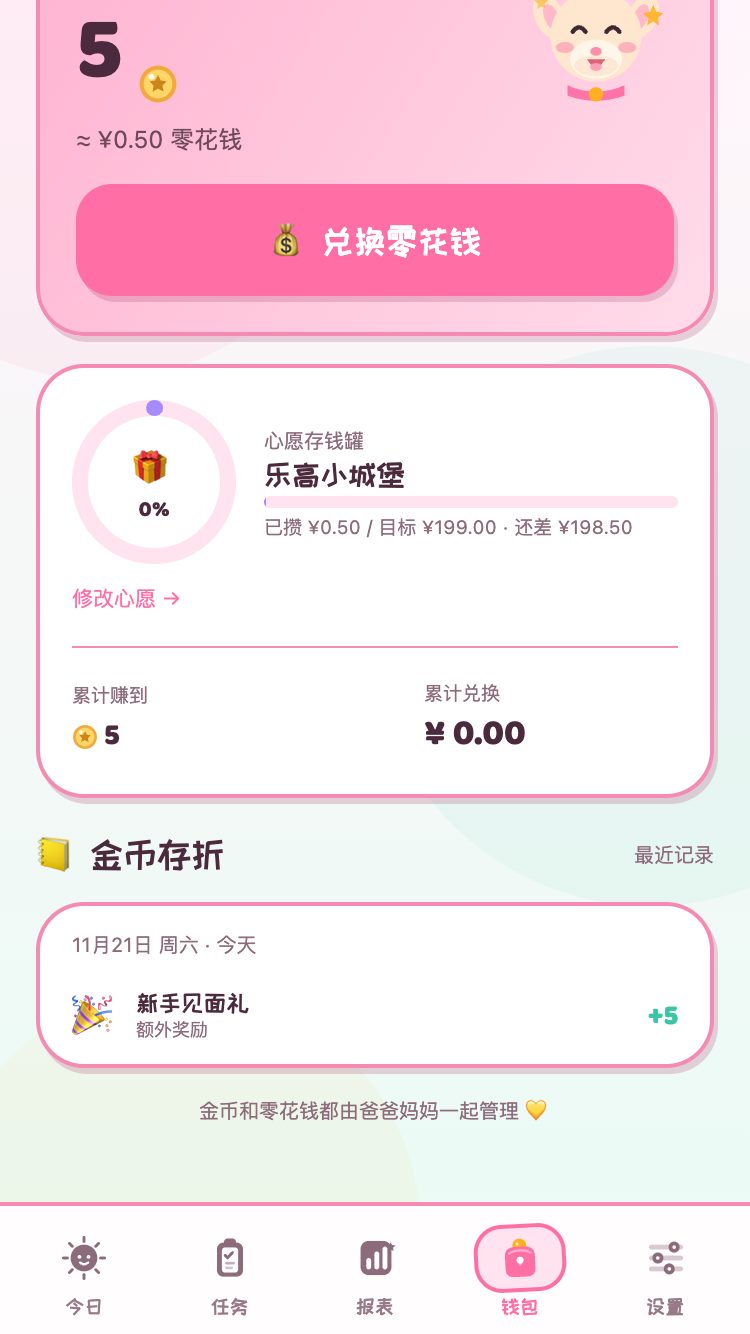 5
≈ ¥0.50 零花钱
兑换零花钱
心愿存钱罐
乐高小城堡
0%
已攒 ¥0.50 / 目标 ¥199.00 · 还差 ¥198.50
修改心愿 →
累计赚到
累计兑换
5
¥ 0.00
金币存折
最近记录
11月21日 周六 · 今天
新手见面礼
额外奖励
+5
金币和零花钱都由爸爸妈妈一起管理 💛
今日
任务
报表
钱包
设置